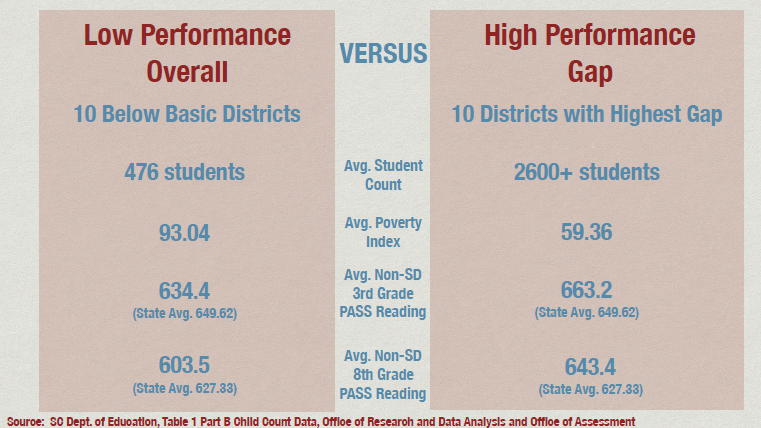 Low Performance
Overall
VERSUS
High Performance
Gap
10 Below Basic Districts
10 Districts with Highest Gap
476 students
Avg. Student
Count
2600+ students
93.04
Avg. Poverty
Index
59.36
634.4
(State Avg. 649.62)
Avg. Non-SD
3rd Grade
PASS Reading
663.2
(State Avg. 649.62)
603.5
(State Avg. 627.33)
Avg. Non-SD
8th Grade
PASS Reading
643.4
(State Avg. 627.33)
Source: SC Dept. of Education, Table 1 Part B Child Count Data, Office of Research and Data Analysis and Office of Assessment